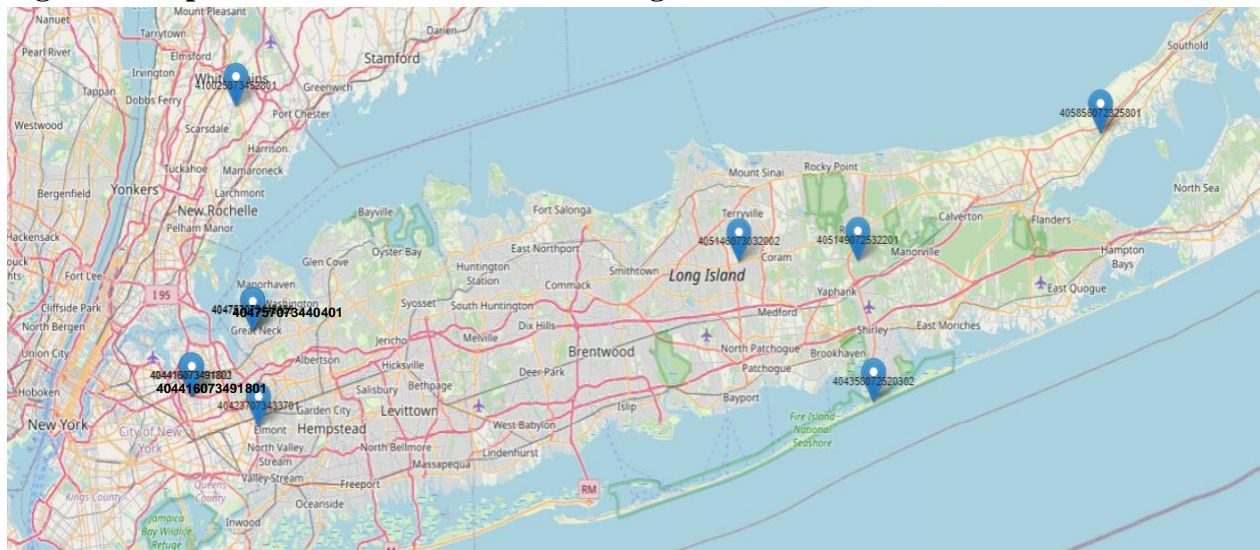 Nanuet
Mount Pleasant
Tarrytown
Darien
Southold
Pearl River
Elmsford
Stamford
Irvington
410025073452801
Greenwich
Tappan
Dobbs Ferry
Port Chester
405856072325801
Westwood
Scarsdale
Harrison
Tuckahoe
Mamaroneck
Rocky Point
Mount Sinai
Yonkers
Larchmont
North Sea
Bergenfield
New Rochelle
Bayville
Fort Salonga
Terryville
Calverton
Flanders
Pelham Manor
Hackensack
405146073032002
405149072532201
Oyster Bay
East Northport
Coram
Manorville
Hampton
Bays
Glen Cove
Huntington
Station
Smithtown
Long Island
Fort Lee
Manorhaven
Commack
Yaphank
East Quogue
I 95
Syosset
South Huntington
Cliffside Park
404757073440401
Medford
North Bergen
Great Neck
Dix Hills
Shirley
East Moriches
Jericho
Melville
Union City
Albertson
North Patchogue
Brentwood
Brookhaven
Hicksville
Patchogue
404416073491803
Deer Park
404358072520302
404416073491801
Salisbury
Bethpage
Hoboken
404237073433701
Garden City
Levittown
Islip
Bayport
New York
City of New
York
Elmont
Hempstead
West Babylon
Fire Island
National
Seashore
North Valley
Stream
North Bellmore
Lindenhurst
Massapequa
Valley Stream
Freeport
RM
Kings County
Queens
County
Oceanside
Jamaica
Bay Wildlife
Refuge
Inwood